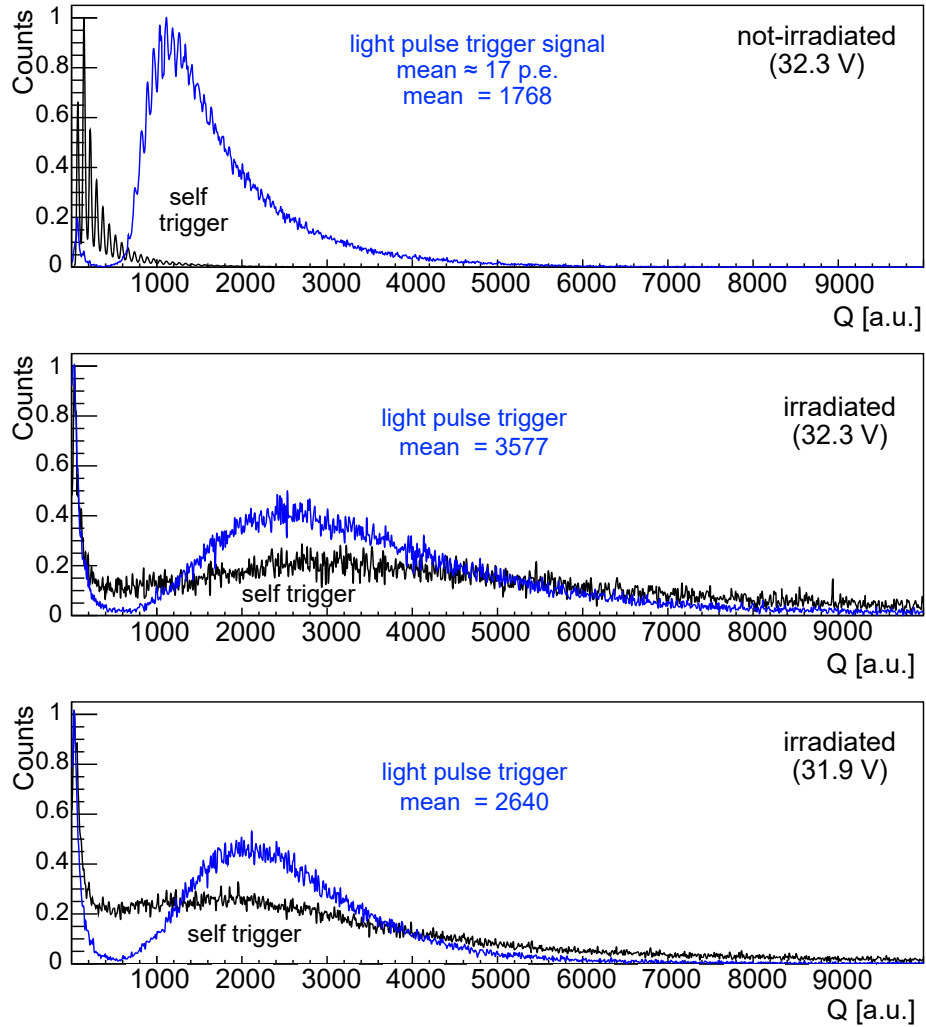 Counts
1
0.8
0.6
0.4
0.2
0
light pulse trigger signal
mean ≈ 17 p.e.
mean = 1768
not-irradiated
(32.3 V)
self
trigger
1000 2000 3000 4000 5000 6000 7000 8000 9000
Q [a.u.]
Counts
1
0.8
0.6
0.4
0.2
0
light pulse trigger
mean = 3577
irradiated
(32.3 V)
self trigger
1000 2000 3000 4000 5000 6000 7000 8000 9000
Q [a.u.]
Counts
1
0.8
0.6
0.4
0.2
0
light pulse trigger
mean = 2640
irradiated
(31.9 V)
self trigger
1000 2000 3000 4000 5000 6000 7000 8000 9000
Q [a.u.]